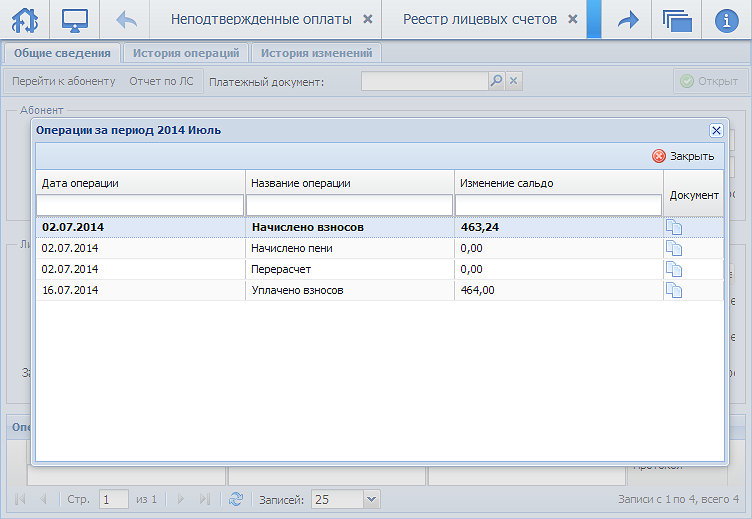 Неподтвержденные оплаты
Реестр лицевых счетов
Общие сведения
История операций
История изменений
Перейти к абоненту
Отчет по ЛС
Платежный документ:
Открыт
Абонент
Операции за период 2014 Июль
Закрыть
Дата операции
Название операции
Изменение сальдо
Документ
02.07.2014 Начислено взносов 463,24
02.07.2014 Начислено пени 0,00
02.07.2014 Перерасчет 0,00
16.07.2014 Уплачено взносов 464,00
Стр. 1 из 1
Записей: 25
Записи с 1 по 4, всего 4